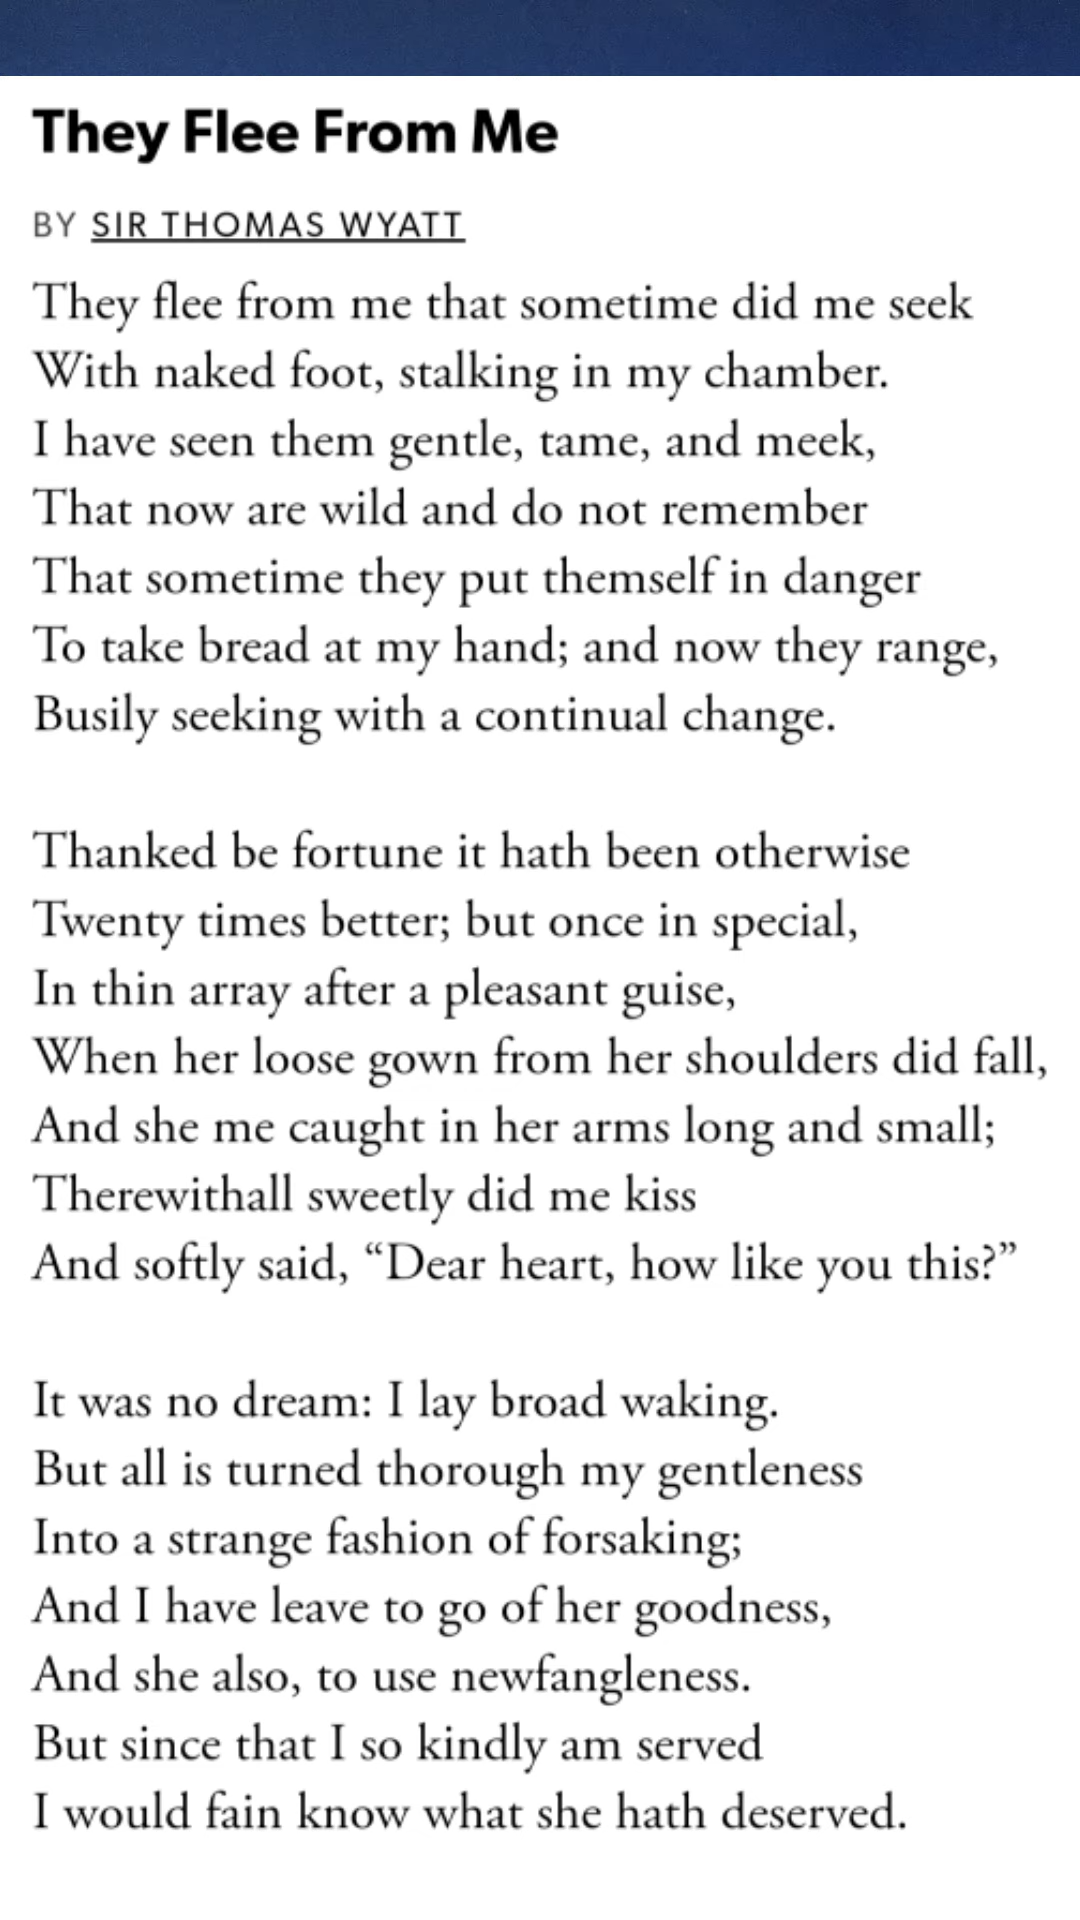 They Flee From Me
BY SIR THOMAS WYATT
They flee from me that sometime did me seek
With naked foot, stalking in my chamber.
I have seen them gentle, tame, and meek,
That now are wild and do not remember
That sometime they put themself in danger
To take bread at my hand; and now they range,
Busily seeking with a continual change.
Thanked be fortune it hath been otherwise
Twenty times better; but once in special,
In thin array after a pleasant guise,
When her loose gown from her shoulders did fall,
And she me caught in her arms long and small;
Therewithall sweetly did me kiss
And softly said, “Dear heart, how like you this?”
It was no dream: I lay broad waking.
But all is turned thorough my gentleness
Into a strange fashion of forsaking;
And I have leave to go of her goodness,
And she also, to use newfangleness.
But since that I so kindly am served
I would fain know what she hath deserved.